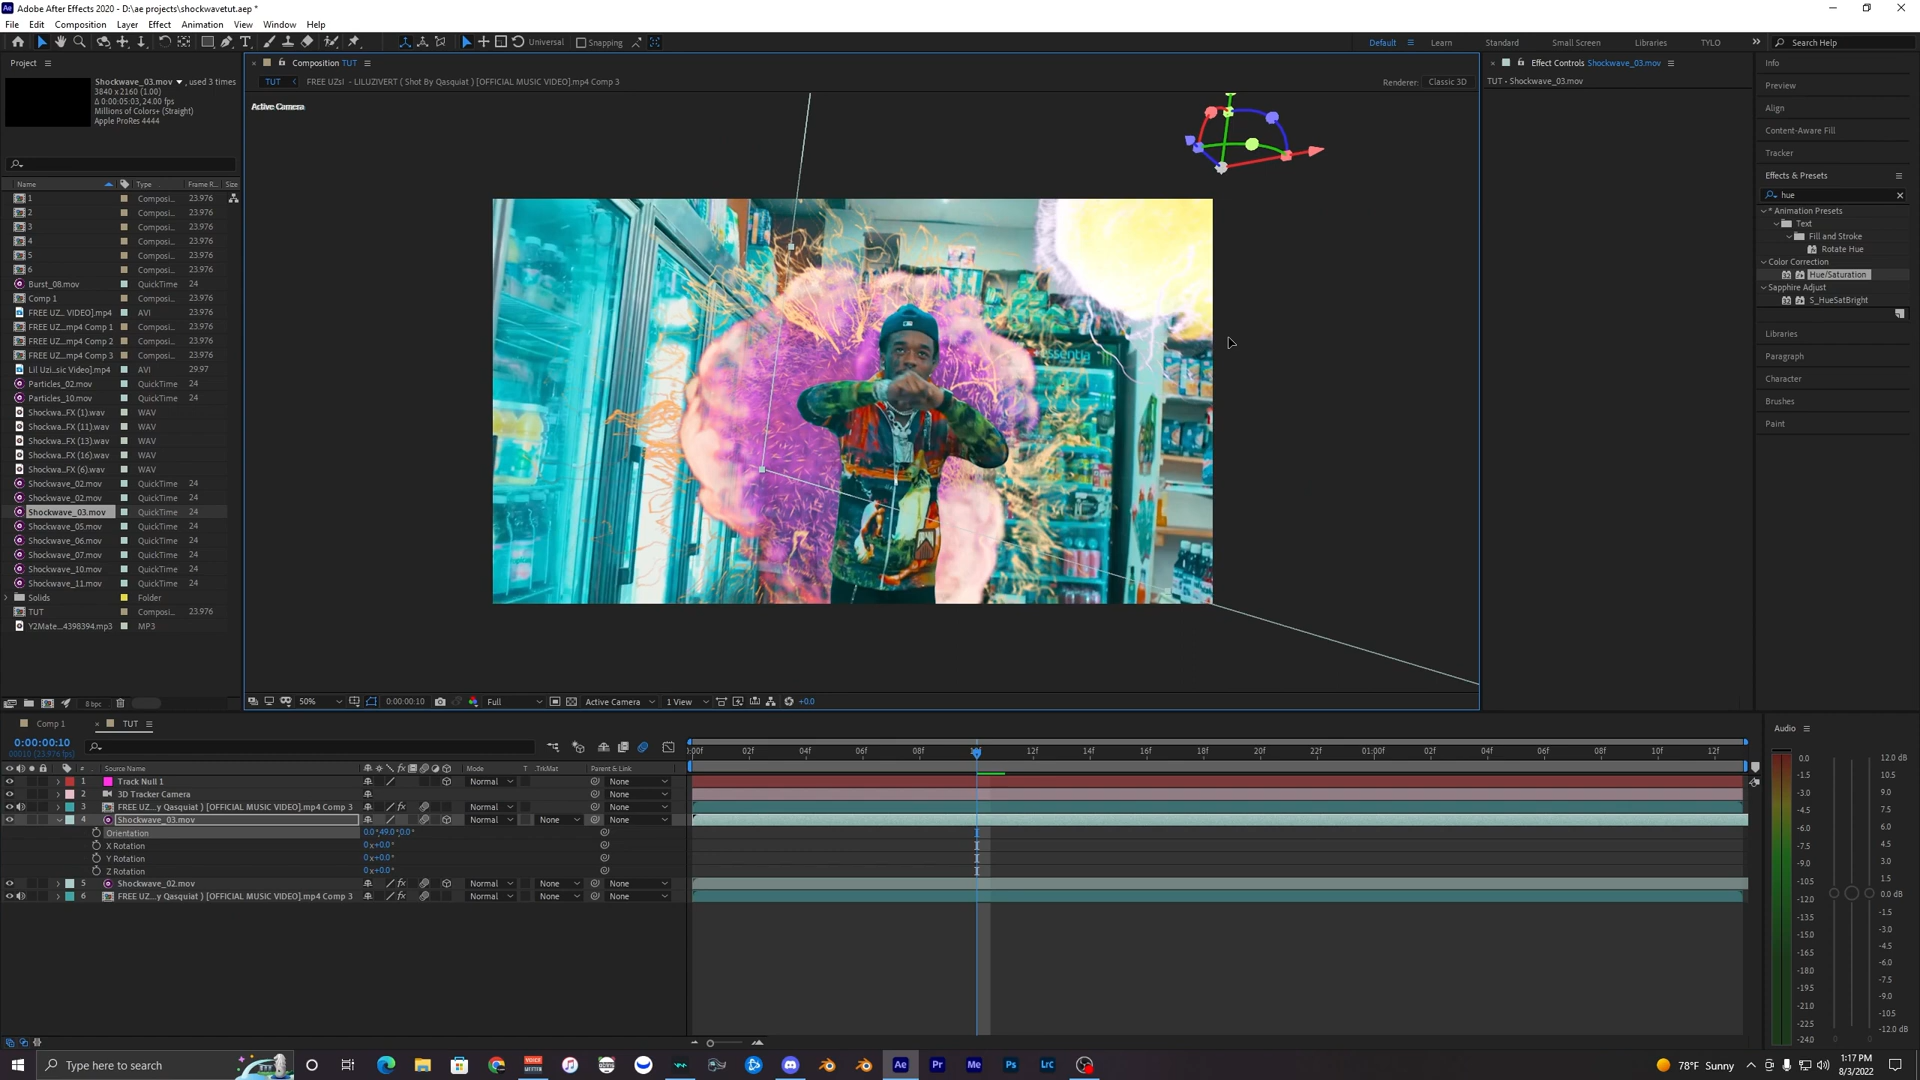 Adobe After Effects 2020 - D:\ae projects\shockwavetut.aep *
File Edit Composition Layer Effect Animation View Window Help
Universal Snapping Default Learn Standard Small Screen Libraries TYLO Search Help
Project
Shockwave_03.mov , used 3 times
3840 x 2160 (1.00)
Δ 0:00:05:03, 24.00 fps
Millions of Colors+ (Straight)
Apple ProRes 4444
Name Type Frame R... Size
1 Composi... 23.976
2 Composi... 23.976
3 Composi... 23.976
4 Composi... 23.976
5 Composi... 23.976
6 Composi... 23.976
Burst_08.mov QuickTime 24
Comp 1 Composi... 23.976
FREE UZ.. VIDEO].mp4 AVI 23.976
FREE UZ...mp4 Comp 1 Composi... 23.976
FREE UZ...mp4 Comp 2 Composi... 23.976
FREE UZ...mp4 Comp 3 Composi... 23.976
Lil Uzi...sic Video].mp4 AVI 29.97
Particles_02.mov QuickTime 24
Particles_10.mov QuickTime 24
Shockwa...FX (1).wav WAV
Shockwa...FX (11).wav WAV
Shockwa...FX (13).wav WAV
Shockwa...FX (16).wav WAV
Shockwa...FX (6).wav WAV
Shockwave_02.mov QuickTime 24
Shockwave_02.mov QuickTime 24
Shockwave_03.mov QuickTime 24
Shockwave_05.mov QuickTime 24
Shockwave_06.mov QuickTime 24
Shockwave_07.mov QuickTime 24
Shockwave_10.mov QuickTime 24
Shockwave_11.mov QuickTime 24
Solids Folder
TUT Composi... 23.976
Y2Mate...4398394.mp3 MP3
8 bpc
Composition TUT
TUT FREE UZsI - LILUZIVERT ( Shot By Qasquiat ) [OFFICIAL MUSIC VIDEO].mp4 Comp 3
Renderer: Classic 3D
Active Camera
essentia
50% 0:00:00:10 Full Active Camera 1 View +0.0
Effect Controls Shockwave_03.mov
TUT • Shockwave_03.mov
Info
Preview
Align
Content-Aware Fill
Tracker
Effects & Presets
hue
* Animation Presets
Text
Fill and Stroke
Rotate Hue
Color Correction
Hue/Saturation
Sapphire Adjust
S_HueSatBright
Libraries
Paragraph
Character
Brushes
Paint
Comp 1 TUT
0:00:00:10
00010 (23.976 fps)
:00f 02f 04f 06f 08f 10f 12f 14f 16f 18f 20f 22f 01:00f 02f 04f 06f 08f 10f 12f
# Source Name Mode T .TrkMat Parent & Link
1 Track Null 1 Normal None
2 3D Tracker Camera None
3 FREE UZ...y Qasquiat ) [OFFICIAL MUSIC VIDEO].mp4 Comp 3 Normal None
4 Shockwave_03.mov Normal None None
Orientation 0.0°,49.0°,0.0°
X Rotation 0x+0.0°
Y Rotation 0x+0.0°
Z Rotation 0x+0.0°
5 Shockwave_02.mov Normal None None
6 FREE UZ...y Qasquiat ) [OFFICIAL MUSIC VIDEO].mp4 Comp 3 Normal None None
Audio
0.0
-1.5
-3.0
-4.5
-6.0
-7.5
-9.0
-10.5
-12.0
-13.5
-15.0
-16.5
-18.0
-19.5
-21.0
-22.5
-24.0
12.0 dB
10.5
9.0
7.5
6.0
4.5
3.0
1.5
0.0 dB
-1.5
-3.0
-4.5
-6.0
-7.5
-9.0
-10.5
-12.0 dB
Type here to search
Ae Pr Me Ps LrC
78°F Sunny
1:17 PM
8/3/2022